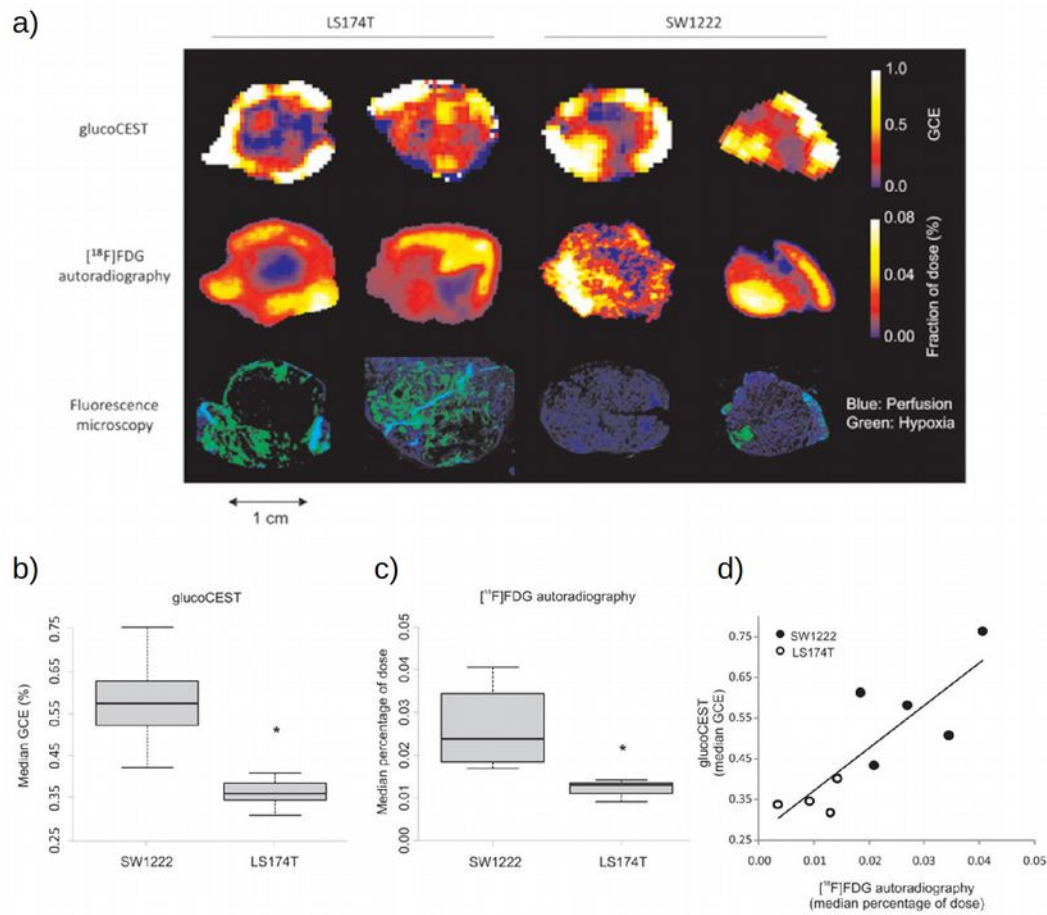 a)
LS174T
SW1222
glucoCEST
1.0
0.5
0.0
GCE
[¹⁸F]FDG
autoradiography
0.08
0.04
0.00
Fraction of dose (%)
Fluorescence
microscopy
Blue: Perfusion
Green: Hypoxia
1 cm
b)
glucoCEST
Median GCE (%)
0.75
0.65
0.55
0.45
0.35
0.25
*
SW1222
LS174T
c)
[¹⁸F]FDG autoradiography
Median percentage of dose
0.05
0.04
0.03
0.02
0.01
0.00
*
SW1222
LS174T
d)
SW1222
LS174T
glucoCEST
(median GCE)
0.75
0.65
0.55
0.45
0.35
0.25
0.00
0.01
0.02
0.03
0.04
0.05
[¹⁸F]FDG autoradiography
(median percentage of dose)